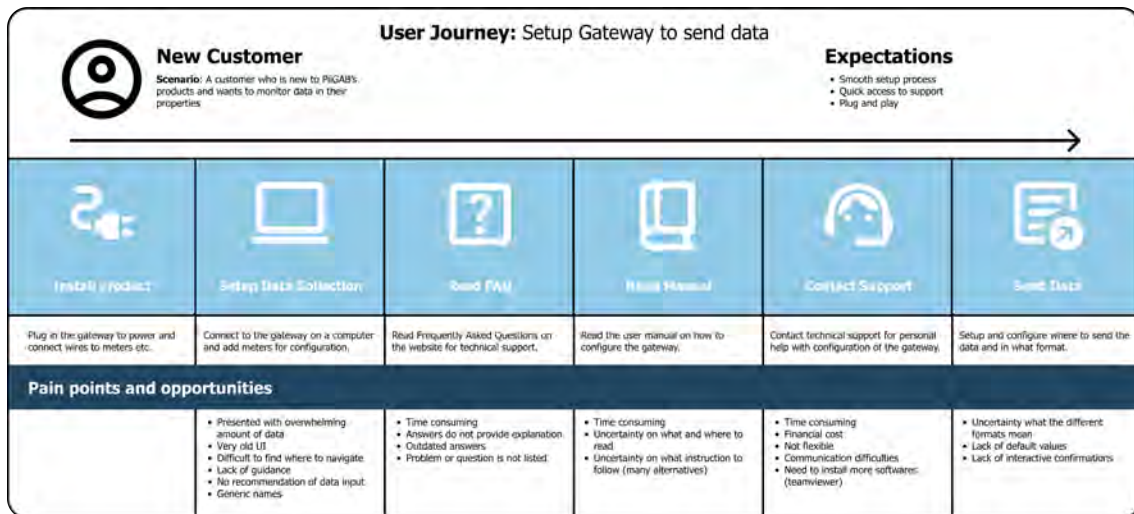 User Journey: Setup Gateway to send data
New Customer
Scenario: A customer who is new to PiiGAB's
products and wants to monitor data in their
properties
Expectations
• Smooth setup process
• Quick access to support
• Plug and play
Install product
Setup Data Collection
Read FAQ
Read Manual
Contact Support
Send Data
Plug in the gateway to power and
connect wires to meters etc.
Connect to the gateway on a computer
and add meters for configuration.
Read Frequently Asked Questions on
the website for technical support.
Read the user manual on how to
configure the gateway.
Contact technical support for personal
help with configuration of the gateway.
Setup and configure where to send the
data and in what format.
Pain points and opportunities
• Presented with overwhelming
amount of data
• Very old UI
• Difficult to find where to navigate
• Lack of guidance
• No recommendation of data input
• Generic names
• Time consuming
• Answers do not provide explanation
• Outdated answers
• Problem or question is not listed
• Time consuming
• Uncertainty on what and where to
read
• Uncertainty on what instruction to
follow (many alternatives)
• Time consuming
• Financial cost
• Not flexible
• Communication difficulties
• Need to install more softwares
(teamviewer)
• Uncertainty what the different
formats mean
• Lack of default values
• Lack of interactive confirmations